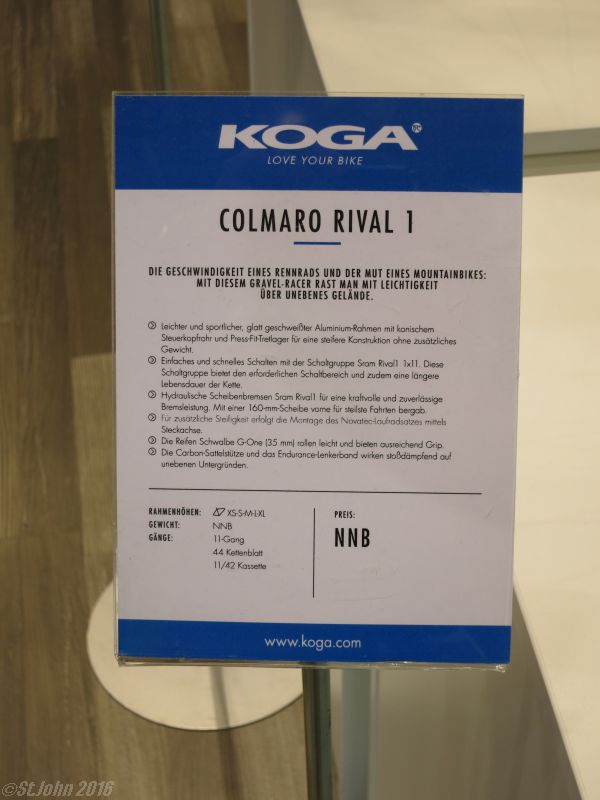 KOGA®
LOVE YOUR BIKE
COLMARO RIVAL 1
DIE GESCHWINDIGKEIT EINES RENNRADS UND DER MUT EINES MOUNTAINBIKES:
MIT DIESEM GRAVEL-RACER RAST MAN MIT LEICHTIGKEIT
ÜBER UNEBENES GELÄNDE.
Leichter und sportlicher, glatt geschweißter Aluminium-Rahmen mit konischem
Steuerkopfrohr und Press-Fit-Tretlager für eine steifere Konstruktion ohne zusätzliches
Gewicht.
Einfaches und schnelles Schalten mit der Schaltgruppe Sram Rival1 1x11. Diese
Schaltgruppe bietet den erforderlichen Schaltbereich und zudem eine längere
Lebensdauer der Kette.
Hydraulische Scheibenbremsen Sram Rival1 für eine kraftvolle und zuverlässige
Bremsleistung. Mit einer 160-mm-Scheibe vorne für steilste Fahrten bergab.
Für zusätzliche Steifigkeit erfolgt die Montage des Novatec-Laufradsatzes mittels
Steckachse.
Die Reifen Schwalbe G-One (35 mm) rollen leicht und bieten ausreichend Grip.
Die Carbon-Sattelstütze und das Endurance-Lenkerband wirken stoßdämpfend auf
unebenen Untergründen.
RAHMENHÖHEN: XS-S-M-L-XL
GEWICHT: NNB
GÄNGE: 11-Gang
44 Kettenblatt
11/42 Kassette
PREIS:
NNB
www.koga.com
©St.John 2016